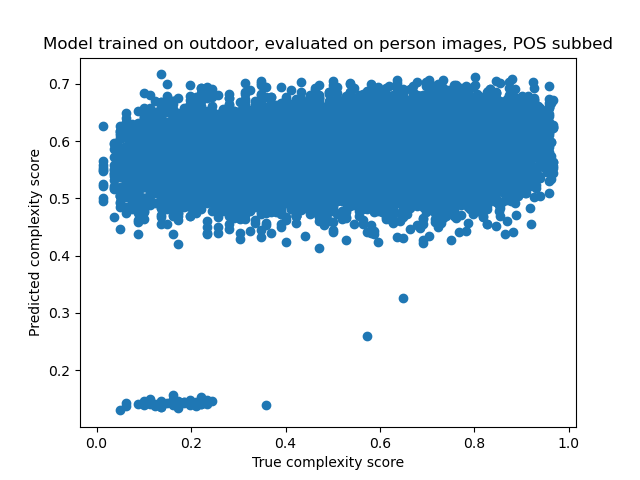 Model trained on outdoor, evaluated on person images, POS subbed
Predicted complexity score
0.7
0.6
0.5
0.4
0.3
0.2
0.0 0.2 0.4 0.6 0.8 1.0
True complexity score